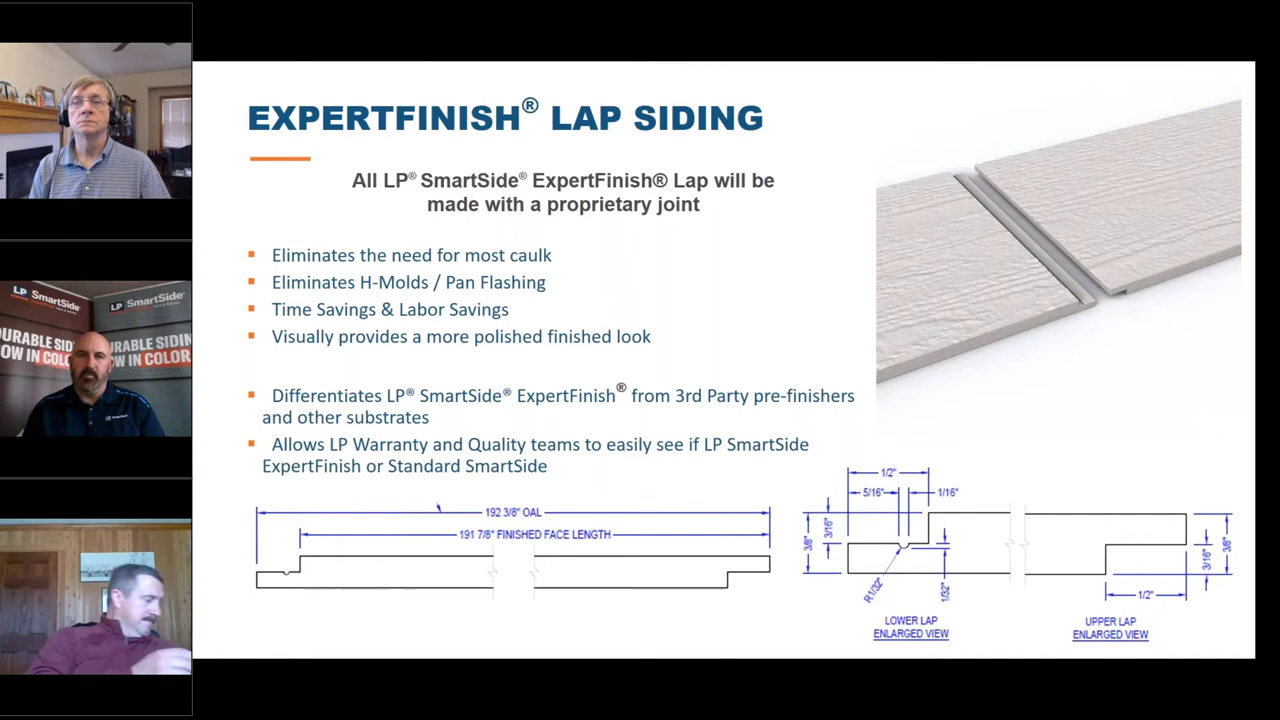 EXPERTFINISH® LAP SIDING
All LP® SmartSide® ExpertFinish® Lap will be
made with a proprietary joint
▪ Eliminates the need for most caulk
▪ Eliminates H-Molds / Pan Flashing
▪ Time Savings & Labor Savings
▪ Visually provides a more polished finished look
▪ Differentiates LP® SmartSide® ExpertFinish® from 3rd Party pre-finishers
and other substrates
▪ Allows LP Warranty and Quality teams to easily see if LP SmartSide
ExpertFinish or Standard SmartSide
192 3/8" OAL
191 7/8" FINISHED FACE LENGTH
1/2"
5/16"
1/16"
3/8"
3/16"
R1/32"
1/32"
LOWER LAP
ENLARGED VIEW
3/16"
3/8"
1/2"
UPPER LAP
ENLARGED VIEW
LP SmartSide
LP SmartSide
DURABLE SIDI
NOW IN COLO
URABLE SIDIN
OW IN COLOR